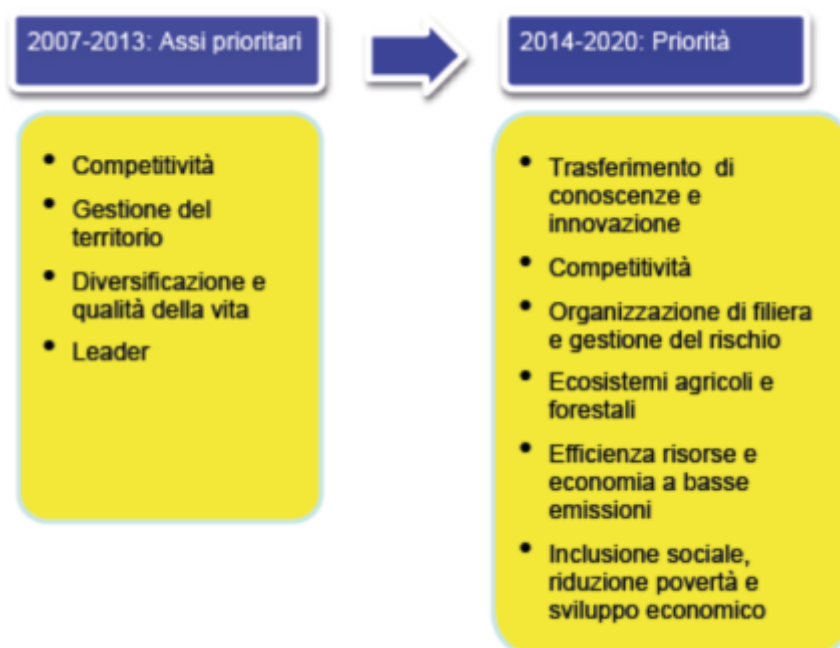 2007-2013: Assi prioritari
• Competitività
• Gestione del
territorio
• Diversificazione e
qualità della vita
• Leader
2014-2020: Priorità
• Trasferimento di
conoscenze e
innovazione
• Competitività
• Organizzazione di filiera
e gestione del rischio
• Ecosistemi agricoli e
forestali
• Efficienza risorse e
economia a basse
emissioni
• Inclusione sociale,
riduzione povertà e
sviluppo economico